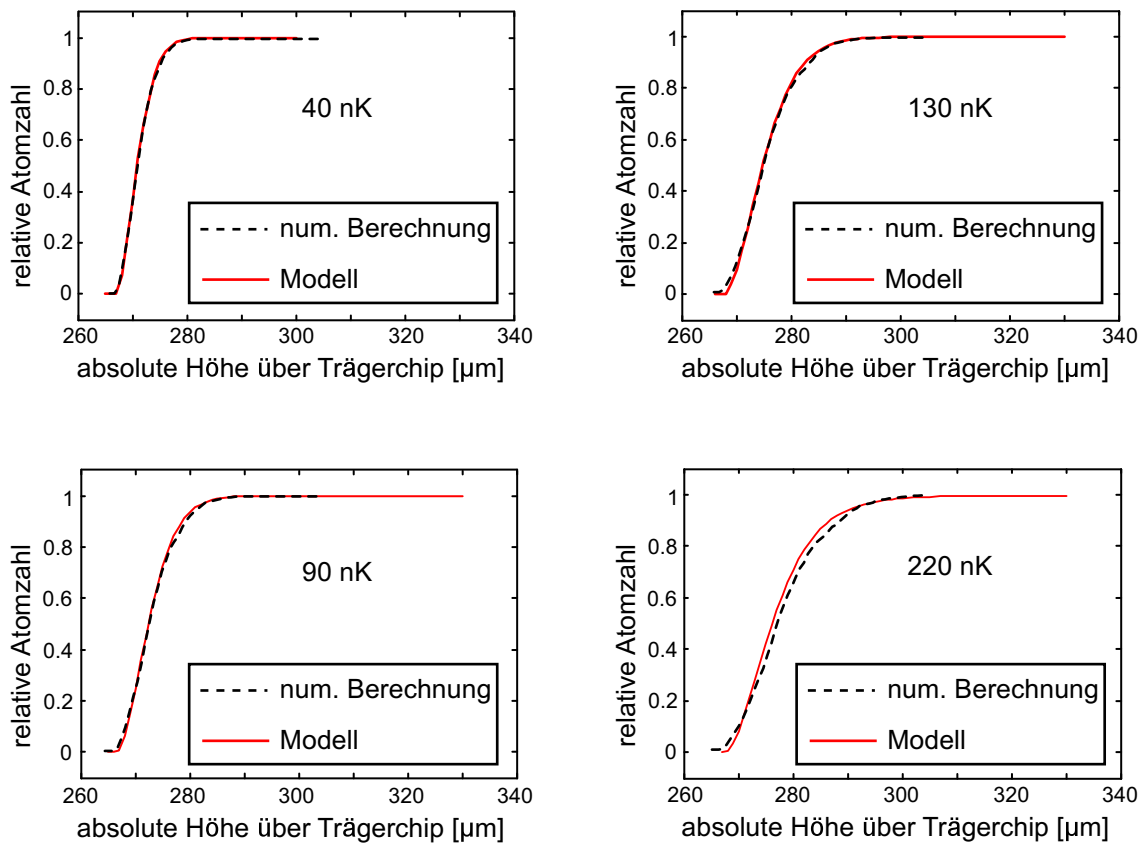 relative Atomzahl
1
0.8
0.6
0.4
0.2
0
40 nK
num. Berechnung
Modell
260 280 300 320 340
absolute Höhe über Trägerchip [µm]
relative Atomzahl
1
0.8
0.6
0.4
0.2
0
130 nK
num. Berechnung
Modell
260 280 300 320 340
absolute Höhe über Trägerchip [µm]
relative Atomzahl
1
0.8
0.6
0.4
0.2
0
90 nK
num. Berechnung
Modell
260 280 300 320 340
absolute Höhe über Trägerchip [µm]
relative Atomzahl
1
0.8
0.6
0.4
0.2
0
220 nK
num. Berechnung
Modell
260 280 300 320 340
absolute Höhe über Trägerchip [µm]